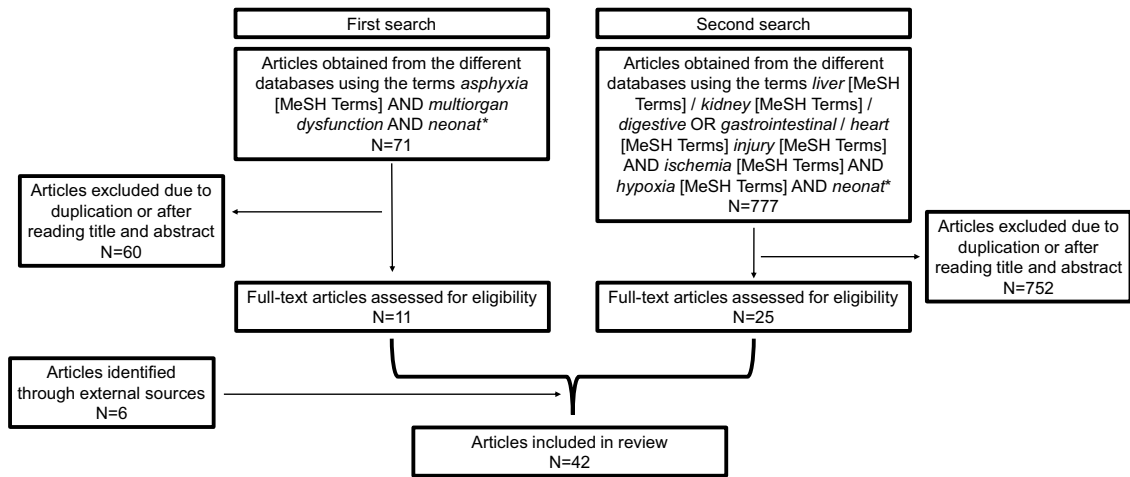 First search
Articles obtained from the different
databases using the terms asphyxia
[MeSH Terms] AND multiorgan
dysfunction AND neonat*
N=71
Articles excluded due to
duplication or after
reading title and abstract
N=60
Full-text articles assessed for eligibility
N=11
Second search
Articles obtained from the different
databases using the terms liver [MeSH
Terms] / kidney [MeSH Terms] /
digestive OR gastrointestinal / heart
[MeSH Terms] injury [MeSH Terms]
AND ischemia [MeSH Terms] AND
hypoxia [MeSH Terms] AND neonat*
N=777
Articles excluded due to
duplication or after
reading title and abstract
N=752
Full-text articles assessed for eligibility
N=25
Articles identified
through external sources
N=6
Articles included in review
N=42